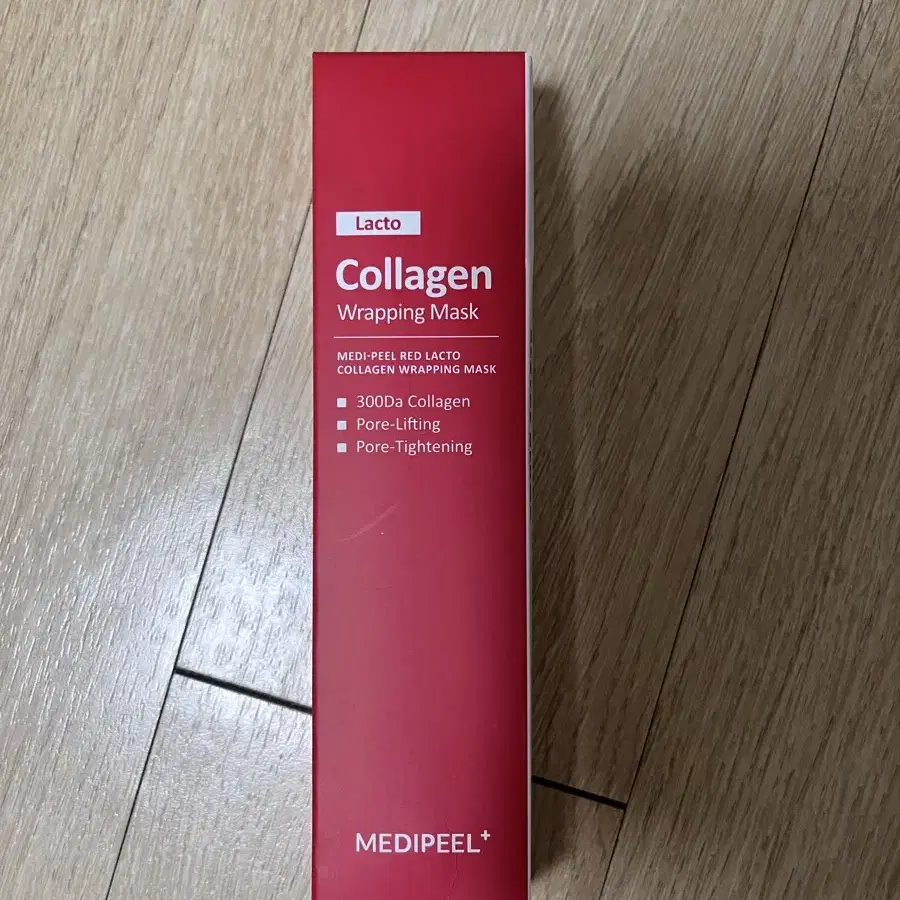 Lacto
Collagen
Wrapping Mask
MEDI-PEEL RED LACTO
COLLAGEN WRAPPING MASK
300Da Collagen
Pore-Lifting
Pore-Tightening
MEDIPEEL+